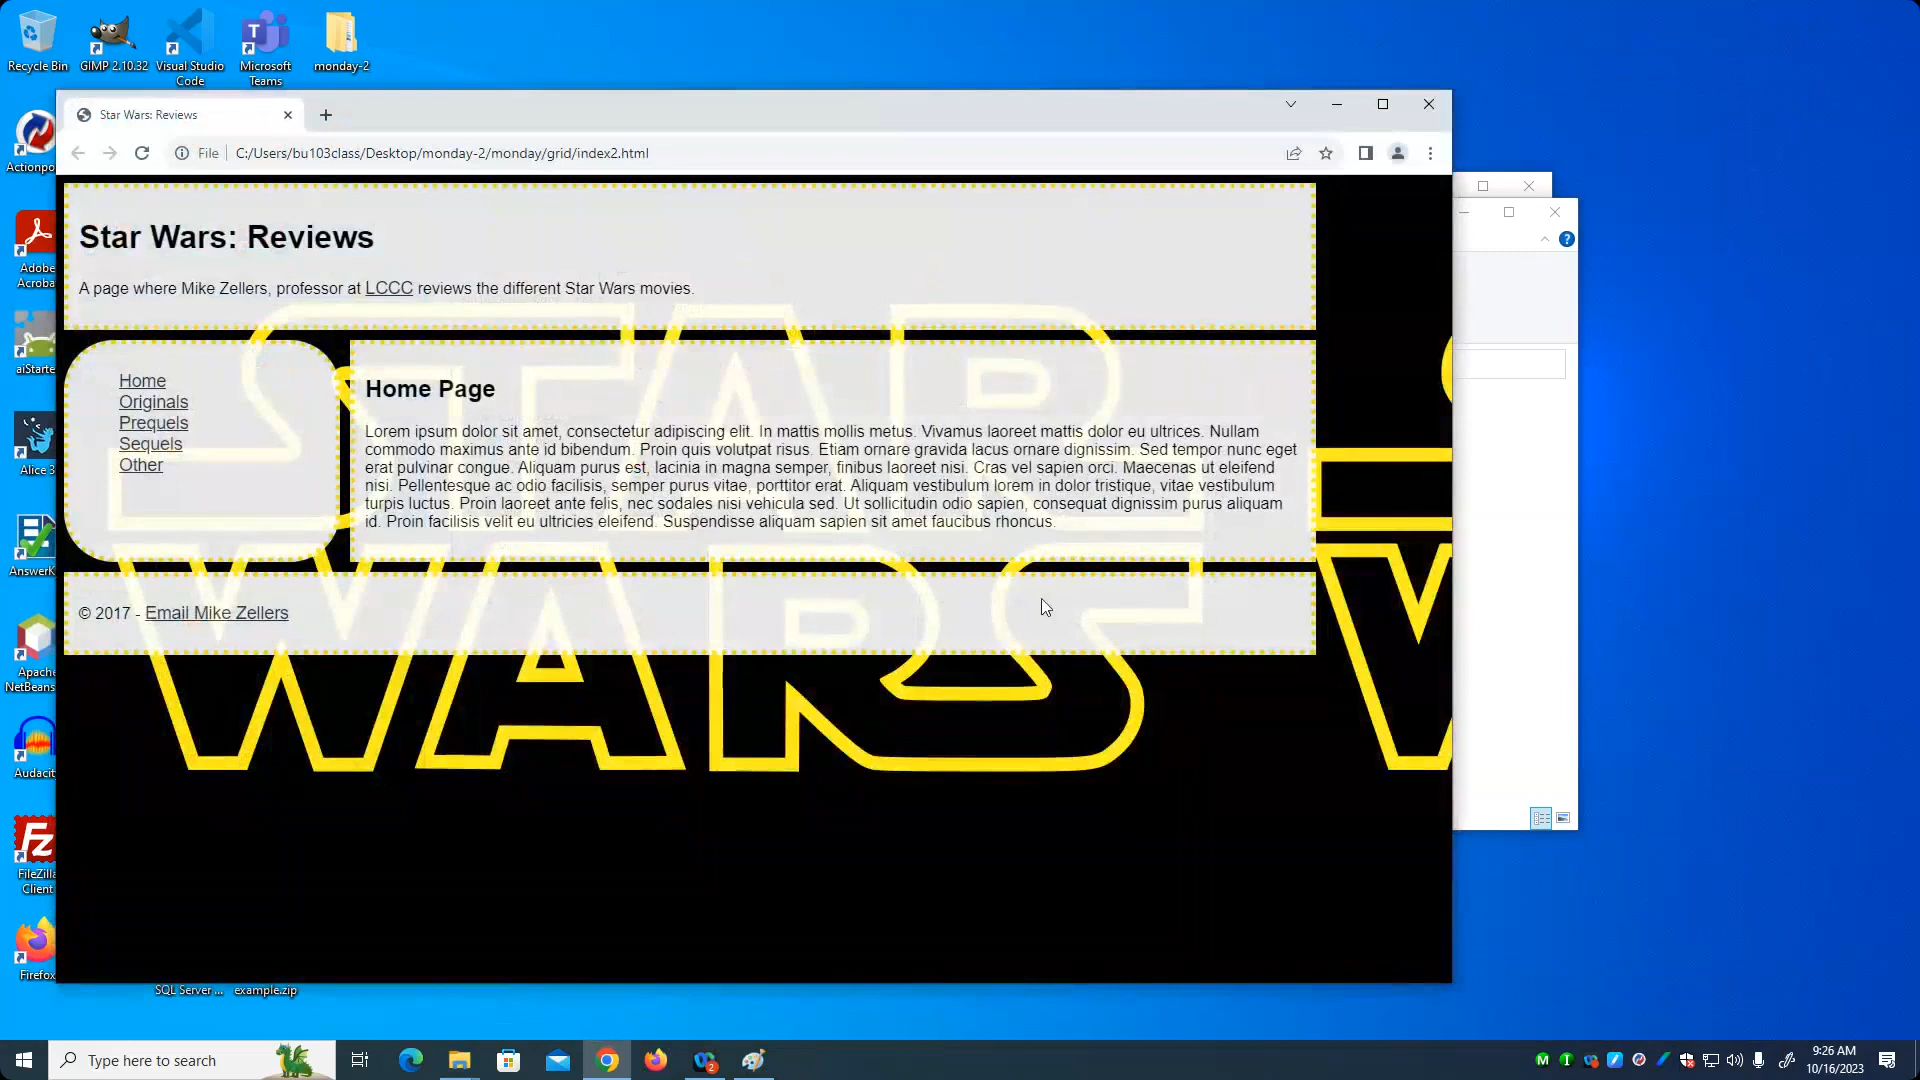 Recycle Bin
GIMP 2.10.32
Visual Studio
Code
Microsoft
Teams
monday-2
Star Wars: Reviews
File
C:/Users/bu103class/Desktop/monday-2/monday/grid/index2.html
Star Wars: Reviews
A page where Mike Zellers, professor at LCCC reviews the different Star Wars movies.
Home
Originals
Prequels
Sequels
Other
Home Page
Lorem ipsum dolor sit amet, consectetur adipiscing elit. In mattis mollis metus. Vivamus laoreet mattis dolor eu ultrices. Nullam
commodo maximus ante id bibendum. Proin quis volutpat risus. Etiam ornare gravida lacus ornare dignissim. Sed tempor nunc eget
erat pulvinar congue. Aliquam purus est, lacinia in magna semper, finibus laoreet nisi. Cras vel sapien orci. Maecenas ut eleifend
nisi. Pellentesque ac odio facilisis, semper purus vitae, porttitor erat. Aliquam vestibulum lorem in dolor tristique, vitae vestibulum
turpis luctus. Proin laoreet ante felis, nec sodales nisi vehicula sed. Ut sollicitudin odio sapien, consequat dignissim purus aliquam
id. Proin facilisis velit eu ultricies eleifend. Suspendisse aliquam sapien sit amet faucibus rhoncus.
© 2017 - Email Mike Zellers
STAR
WARS
Actionpo
Adobe
Acroba
aiStarte
Alice 3
AnswerK
Apache
NetBeans
Audacit
FileZilla
Client
Firefox
SQL Server ...
example.zip
Type here to search
9:26 AM
10/16/2023